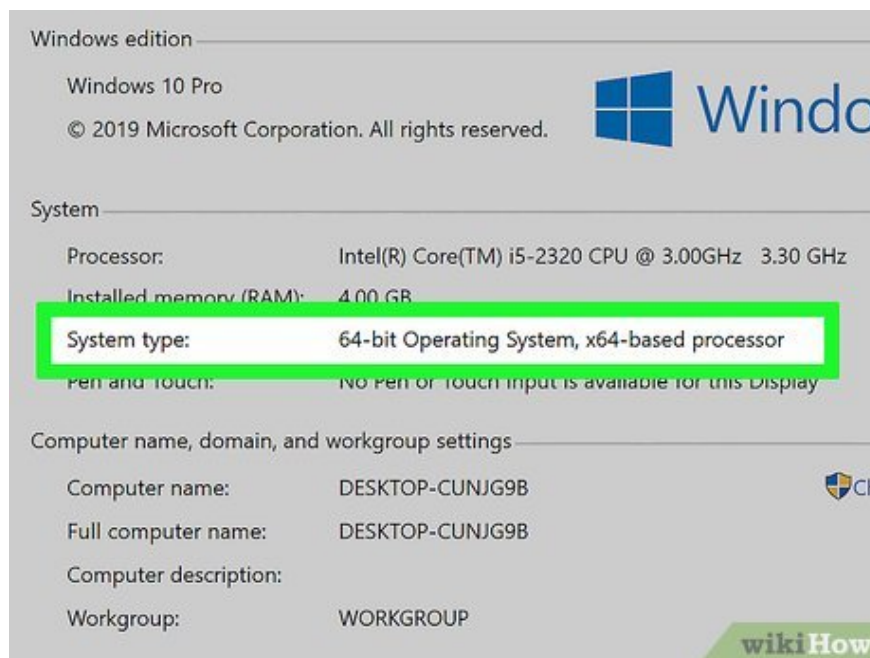 Windows edition
Windows 10 Pro
© 2019 Microsoft Corporation. All rights reserved.
System
Processor: Intel(R) Core(TM) i5-2320 CPU @ 3.00GHz 3.30 GHz
Installed memory (RAM): 4.00 GB
System type: 64-bit Operating System, x64-based processor
Pen and Touch: No Pen or Touch Input is available for this Display
Computer name, domain, and workgroup settings
Computer name: DESKTOP-CUNJG9B
Full computer name: DESKTOP-CUNJG9B
Computer description:
Workgroup: WORKGROUP
wikiHow